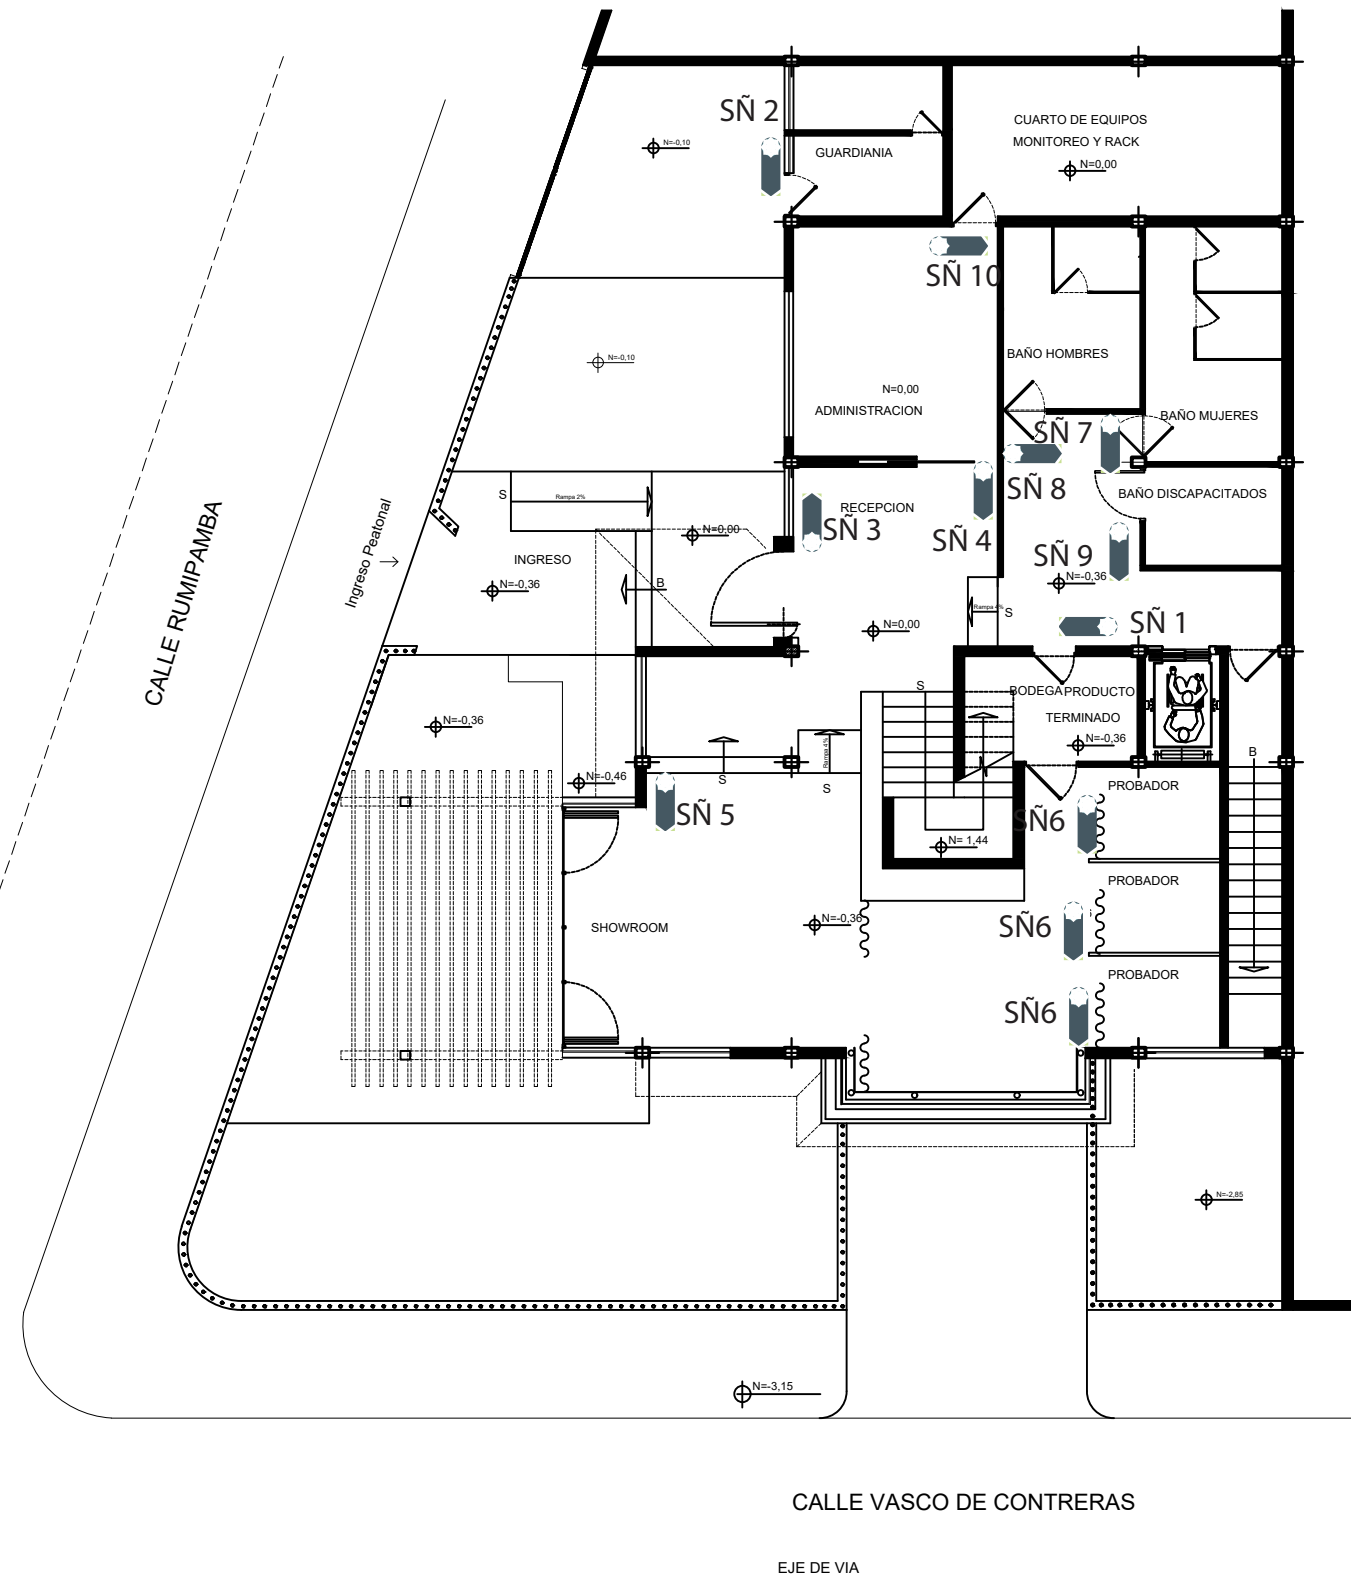 SÑ 2
CUARTO DE EQUIPOS
MONITOREO Y RACK
N=0,00
N=-0,10
GUARDIANIA
SÑ 10
N=-0,10
BAÑO HOMBRES
N=0,00
ADMINISTRACION
BAÑO MUJERES
SÑ 7
SÑ 8
BAÑO DISCAPACITADOS
S
Rampa 2%
RECEPCION
SÑ 3
SÑ 4
N=0,00
CALLE RUMIPAMBA
Ingreso Peatonal
INGRESO
SÑ 9
N=-0,36
B
N=-0,36
Rampa 4%
S
N=0,00
SÑ 1
S
BODEGA PRODUCTO
TERMINADO
N=-0,36
N=-0,36
Rampa 4%
B
S
S
N=-0,46
PROBADOR
SÑ 5
SÑ6
N= 1,44
PROBADOR
SHOWROOM
N=-0,36
SÑ6
PROBADOR
SÑ6
N=-2,85
N=-3,15
CALLE VASCO DE CONTRERAS
EJE DE VIA